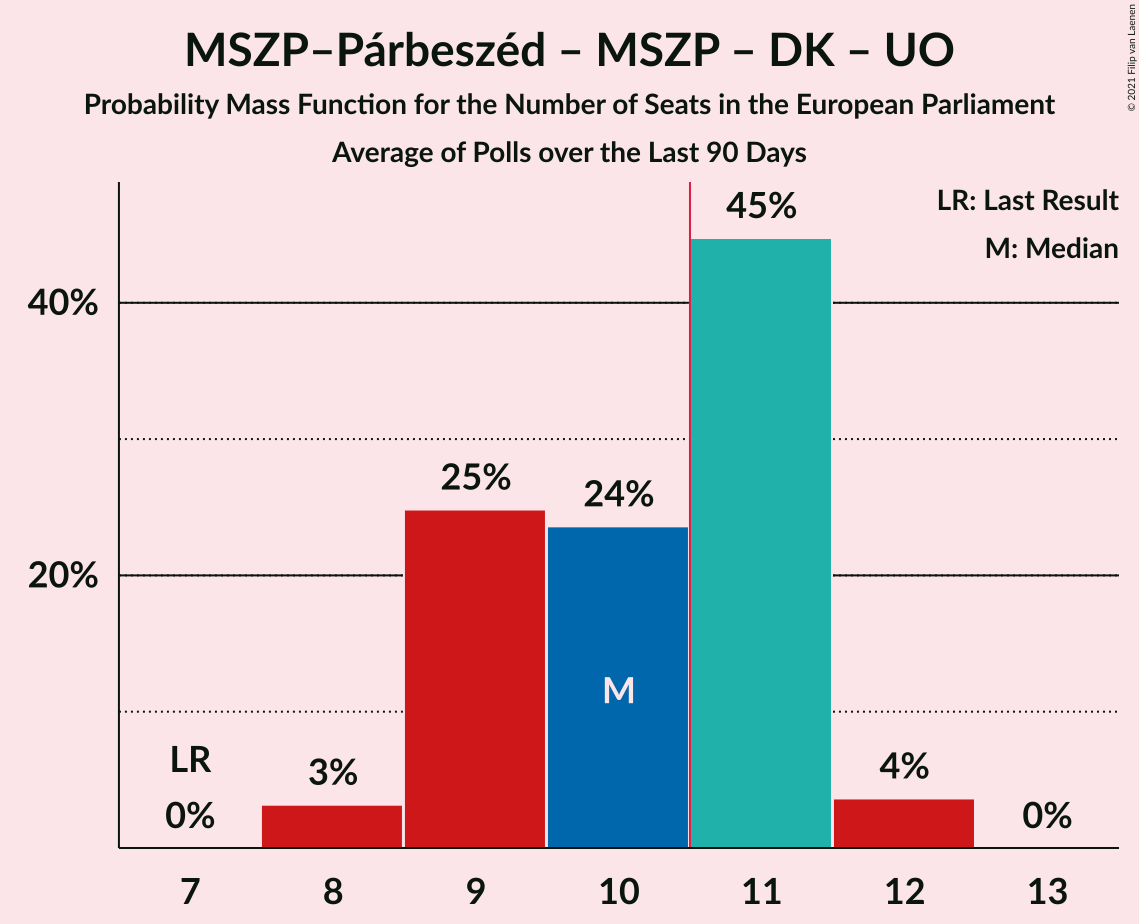 MSZP–Párbeszéd – MSZP – DK – UO
Probability Mass Function for the Number of Seats in the European Parliament
Average of Polls over the Last 90 Days
© 2021 Filip van Laenen
LR: Last Result
M: Median
45%
40%
25%
24%
20%
M
LR
0%
3%
4%
0%
7 8 9 10 11 12 13